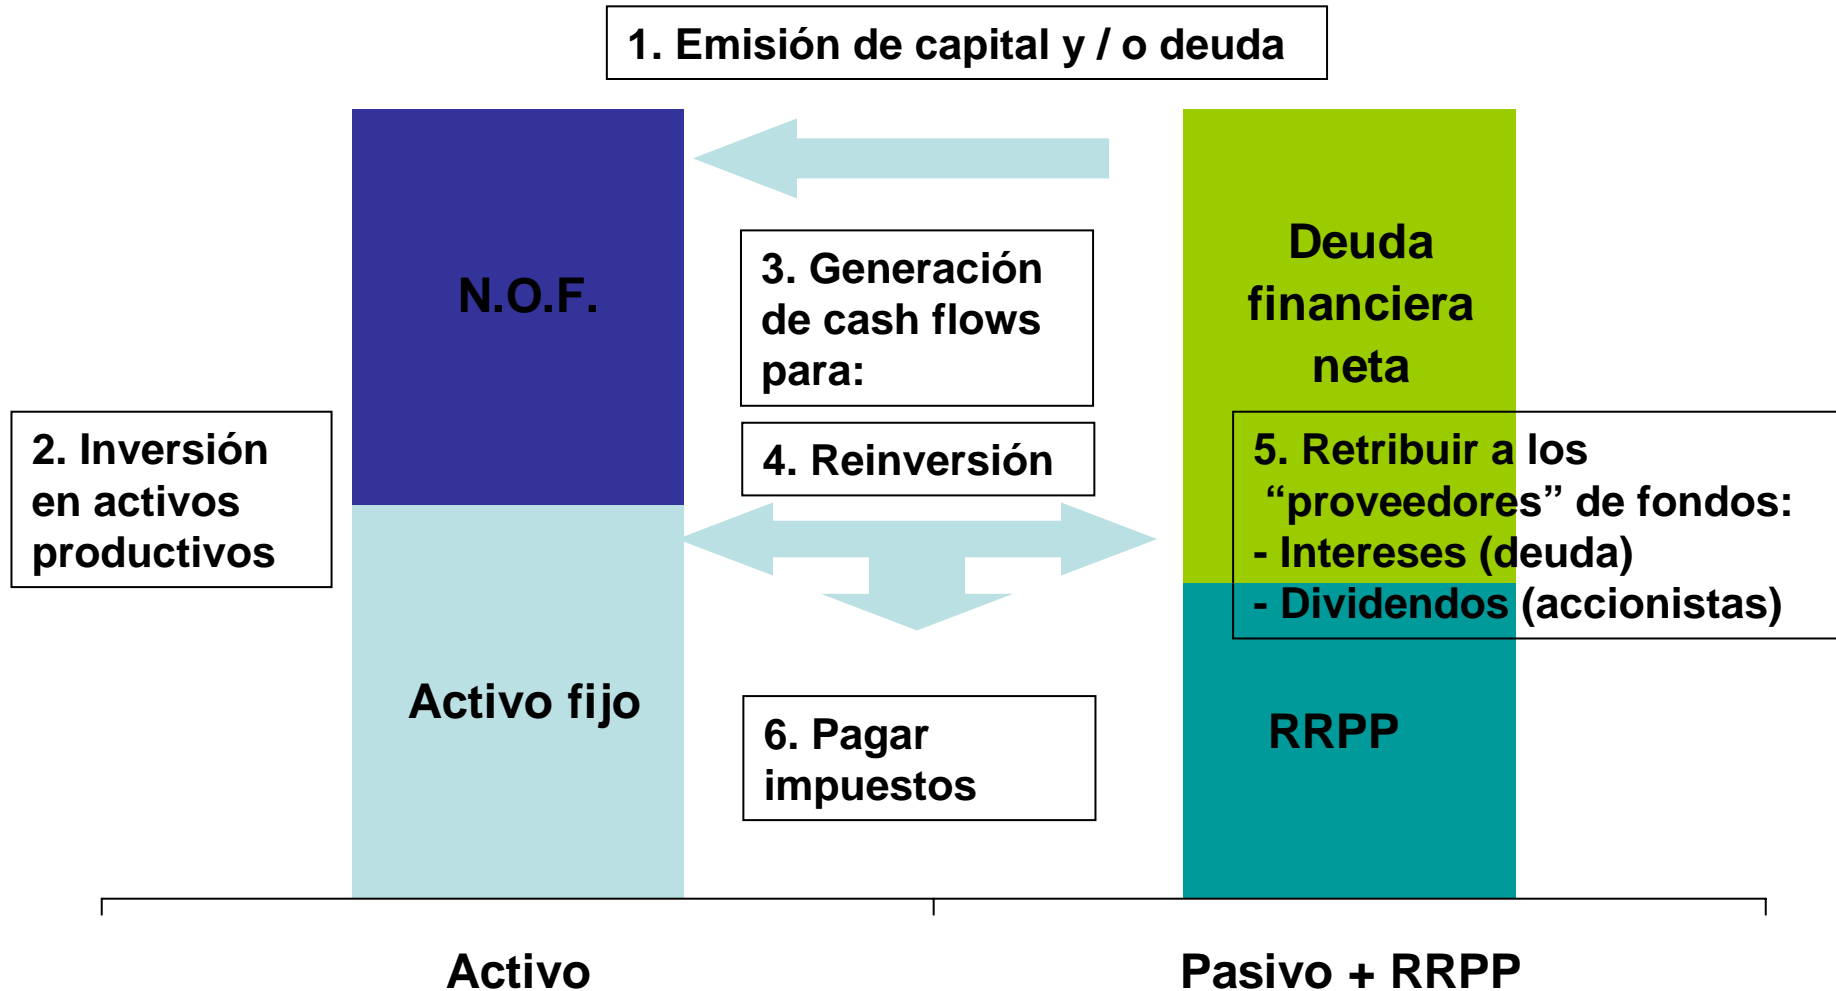 1. Emisión de capital y / o deuda
N.O.F.
3. Generación
de cash flows
para:
Deuda
financiera
neta
2. Inversión
en activos
productivos
4. Reinversión
5. Retribuir a los
“proveedores” de fondos:
- Intereses (deuda)
- Dividendos (accionistas)
Activo fijo
6. Pagar
impuestos
RRPP
Activo
Pasivo + RRPP